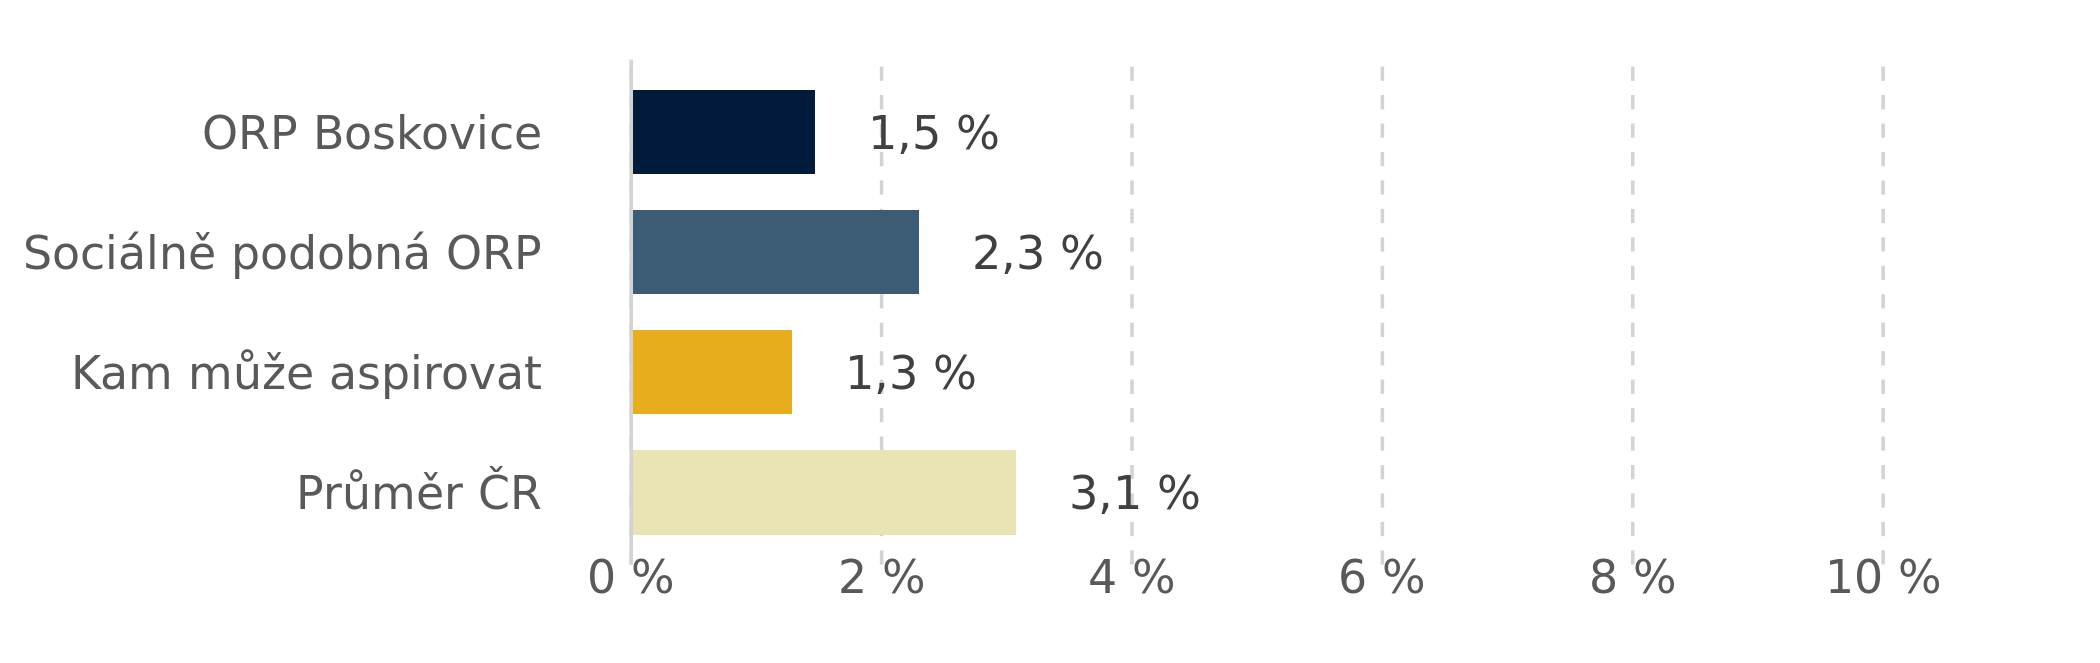 ORP Boskovice 1,5 %
Sociálně podobná ORP 2,3 %
Kam může aspirovat 1,3 %
Průměr ČR 3,1 %
0 % 2 % 4 % 6 % 8 % 10 %